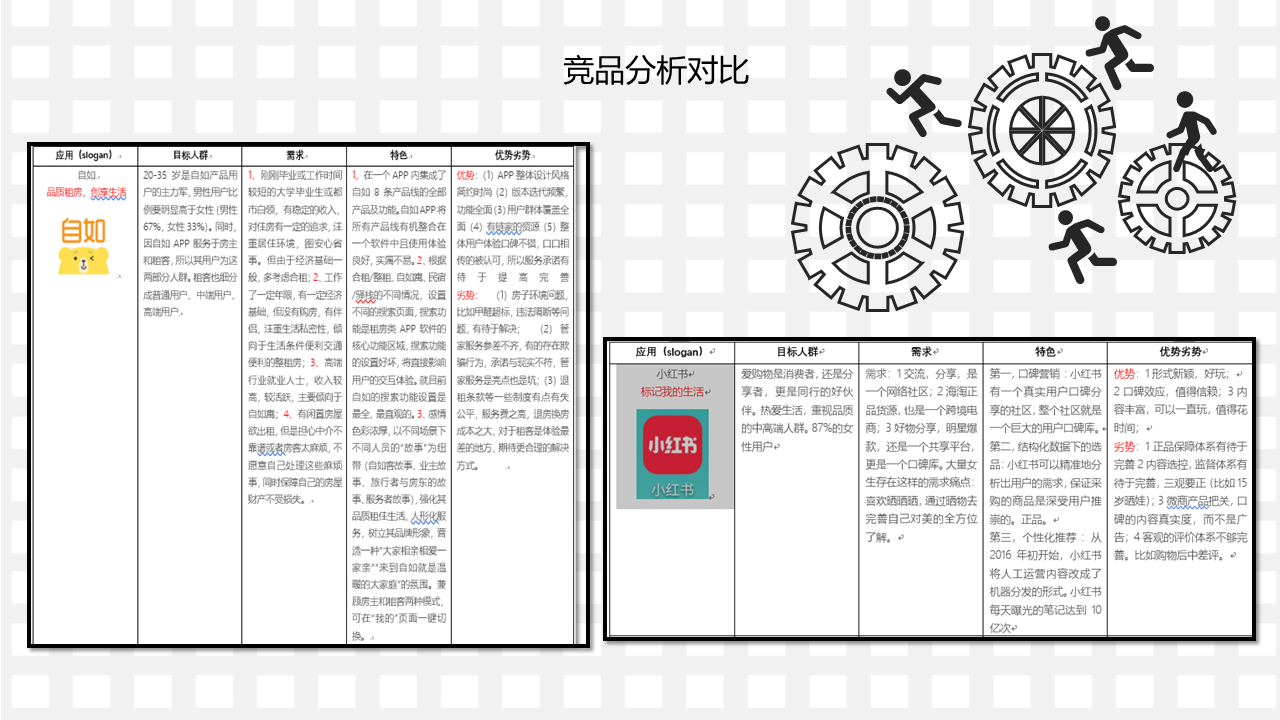 竞品分析对比
应用（slogan）
目标人群
需求
特色
优势劣势
自如
品质租房，创享生活
自如
20-35 岁是自如产品用
户的主力军，男性用户比
例要明显高于女性 (男性
67%，女性 33%)。同时，
因自如 APP 服务于房主
和租客，所以其用户为这
两部分人群。租客也细分
成普通用户、中端用户、
高端用户。
1、刚刚毕业或工作时间
较短的大学毕业生或都
市白领，有稳定的收入，
对住房有一定的追求，注
重居住环境，图安心省
事。但由于经济基础一
般，多考虑合租；2、工作
了一定年限，有一定经济
基础，但没有购房，有伴
侣，注重生活私密性，倾
向于生活条件便利交通
便利的整租房；3、高端
行业就业人士，收入较
高，较活跃，主要倾向于
自如寓；4、有闲置房屋
欲出租，但是担心中介不
靠谱或者房客太麻烦，不
愿意自己处理这些麻烦
事，同时保障自己的房屋
财产不受损失。
1、在一个 APP 内集成了
自如 8 条产品线的全部
产品及功能。自如 APP 将
所有产品线有机整合在
一个软件中且使用体验
良好，实属不易。2、根据
合租/整租、自如寓、民宿
/驿栈的不同情况，设置
不同的搜索页面，搜索功
能是租房类 APP 软件的
核心功能区域，搜索功能
的设置好坏，将直接影响
用户的交互体验。就目前
自如的搜索功能设置是
最全、最直观的。3、感情
色彩浓厚，以不同场景下
不同人员的“故事”为纽
带 (自如客故事、业主故
事、旅行者与房东的故
事、服务者故事)，强化其
品质租住生活、人形化服
务，树立其品牌形象，营
造一种“大家相亲相爱一
家亲”“来到自如就是温
暖的大家庭”的氛围。兼
顾房主和租客两种模式，
可在“我的”页面一键切
换。
优势：(1) APP 整体设计风格
简约时尚 (2) 版本迭代频繁，
功能全面 (3) 用户群体覆盖全
面 (4) 有链家的资源 (5) 整
体用户体验口碑不错，口口相
传的被认可，所以服务承诺有
待于提高完善
劣势： (1) 房子环境问题，
比如甲醛超标，违法隔断等问
题，有待于解决； (2) 管
家服务参差不齐，有的存在欺
骗行为，承诺与现实不符，管
家服务是亮点也是坑；(3) 退
租条款等一些制度有点有失
公平，服务费之高，退房换房
成本之大，对于租客是体验最
差的地方，期待更合理的解决
方式。
应用（slogan）
目标人群
需求
特色
优势劣势
小红书
标记我的生活
小红书
小红书
爱购物是消费者，还是分
享者，更是同行的好伙
伴。热爱生活，重视品质
的中高端人群。87%的女
性用户
需求：1 交流，分享，是
一个网络社区；2 海淘正
品货源，也是一个跨境电
商；3 好物分享，明星爆
款，还是一个共享平台，
更是一个口碑库。大量女
生存在这样的需求痛点：
喜欢晒晒晒，通过晒物去
完善自己对美的全方位
了解。
第一，口碑营销：小红书
有一个真实用户口碑分
享的社区，整个社区就是
一个巨大的用户口碑库。
第二，结构化数据下的选
品：小红书可以精准地分
析出用户的需求，保证采
购的商品是深受用户推
崇的。正品。
第三，个性化推荐 ：从
2016 年初开始，小红书
将人工运营内容改成了
机器分发的形式。小红书
每天曝光的笔记达到 10
亿次
优势：1 形式新颖，好玩；
2 口碑效应，值得信赖；3 内
容丰富，可以一直玩，值得花
时间；
劣势：1 正品保障体系有待于
完善 2 内容选控，监督体系有
待于完善，三观要正（比如 15
岁晒娃）；3 微商产品把关，口
碑的内容真实度，而不是广
告；4 客观的评价体系不够完
善。比如购物后中差评。